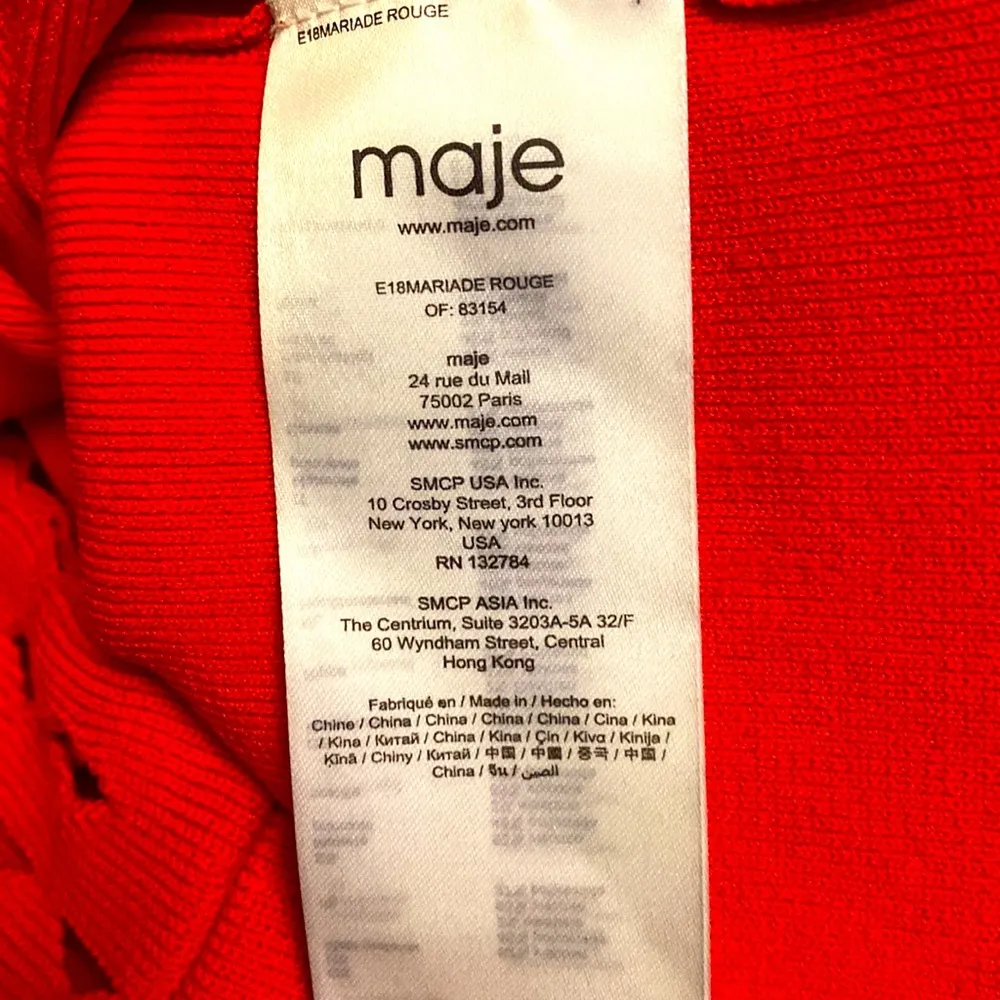 E18MARIADE ROUGE
maje
www.maje.com
E18MARIADE ROUGE
OF: 83154
maje
24 rue du Mail
75002 Paris
www.maje.com
www.smcp.com
SMCP USA Inc.
10 Crosby Street, 3rd Floor
New York, New york 10013
USA
RN 132784
SMCP ASIA Inc.
The Centrium, Suite 3203A-5A 32/F
60 Wyndham Street, Central
Hong Kong
Fabriqué en / Made in / Hecho en:
Chine / China / China / China / China / Cina / Kina
/ Kina / Китай / China / Kina / Çin / Kiva / Kinija /
Ķīnā / Chiny / Китай / 中国 / 中國 / 중국 / 中国 /
China / จีน / الصين